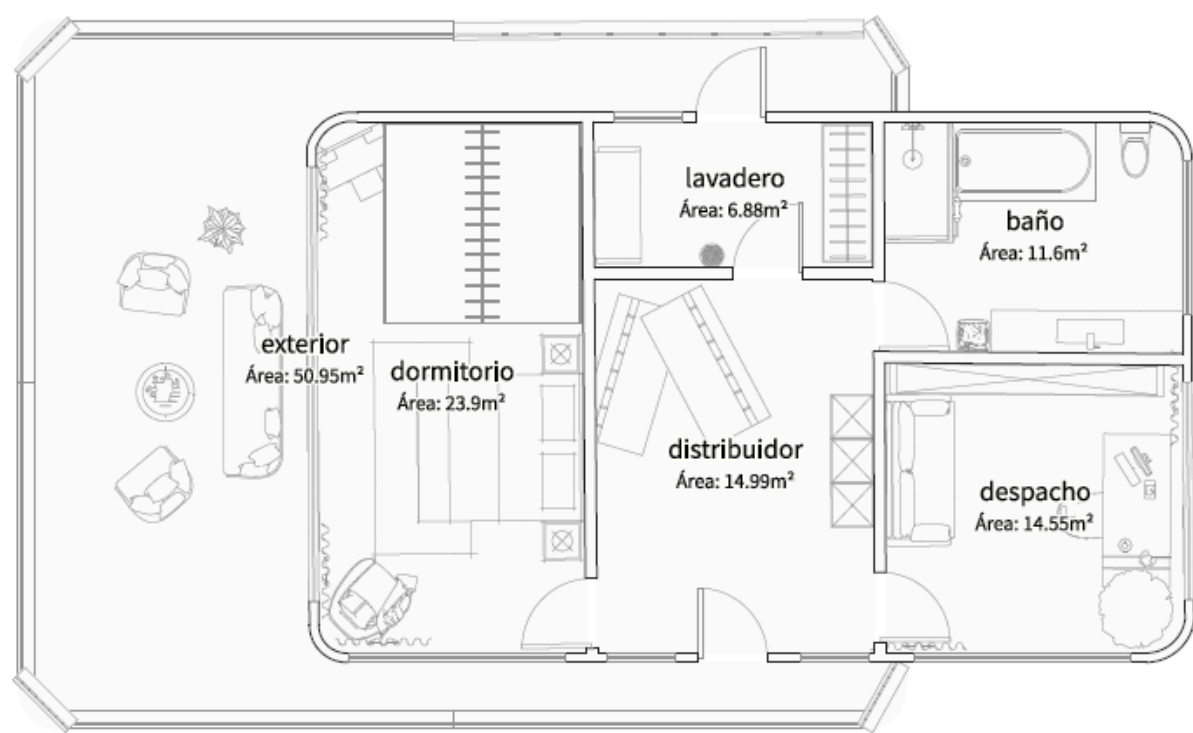 lavadero
Área: 6.88m²
baño
Área: 11.6m²
exterior
Área: 50.95m²
dormitorio
Área: 23.9m²
distribuidor
Área: 14.99m²
despacho
Área: 14.55m²